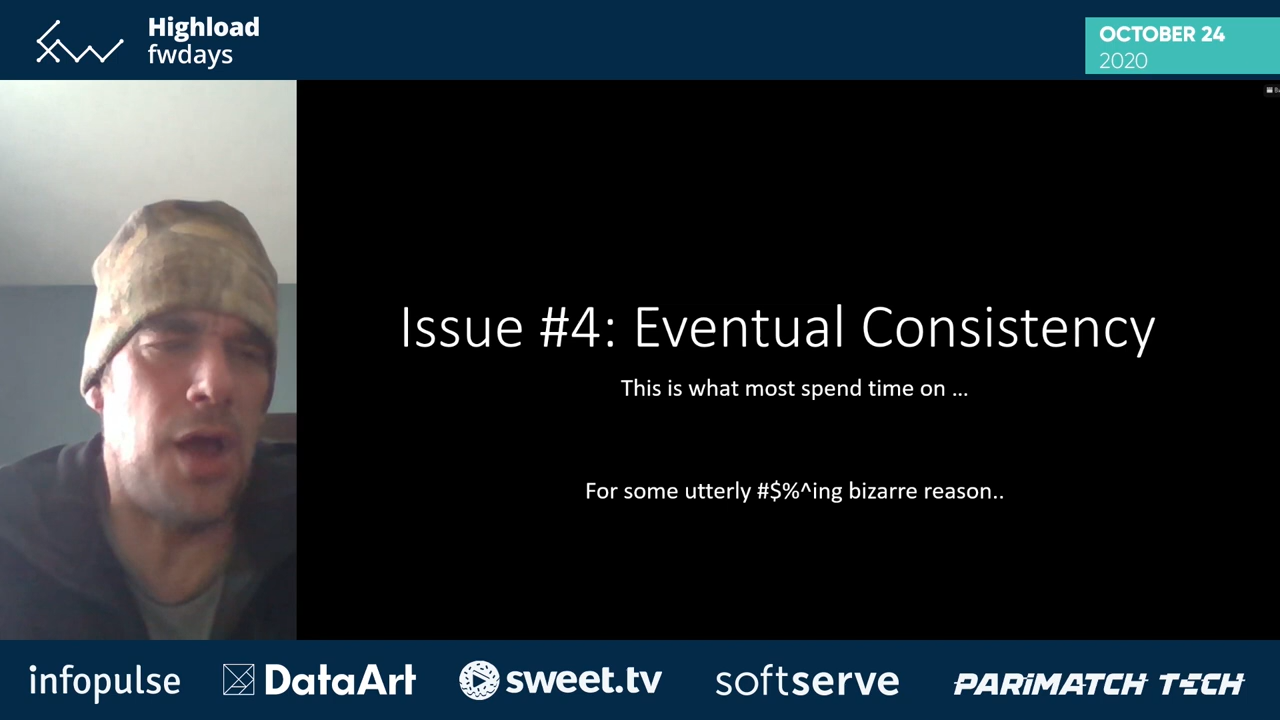 Highload
fwdays
OCTOBER 24
2020
Issue #4: Eventual Consistency
This is what most spend time on ...
For some utterly #$%^ing bizarre reason..
infopulse
DataArt
sweet.tv
softserve
PARIMATCH TECH